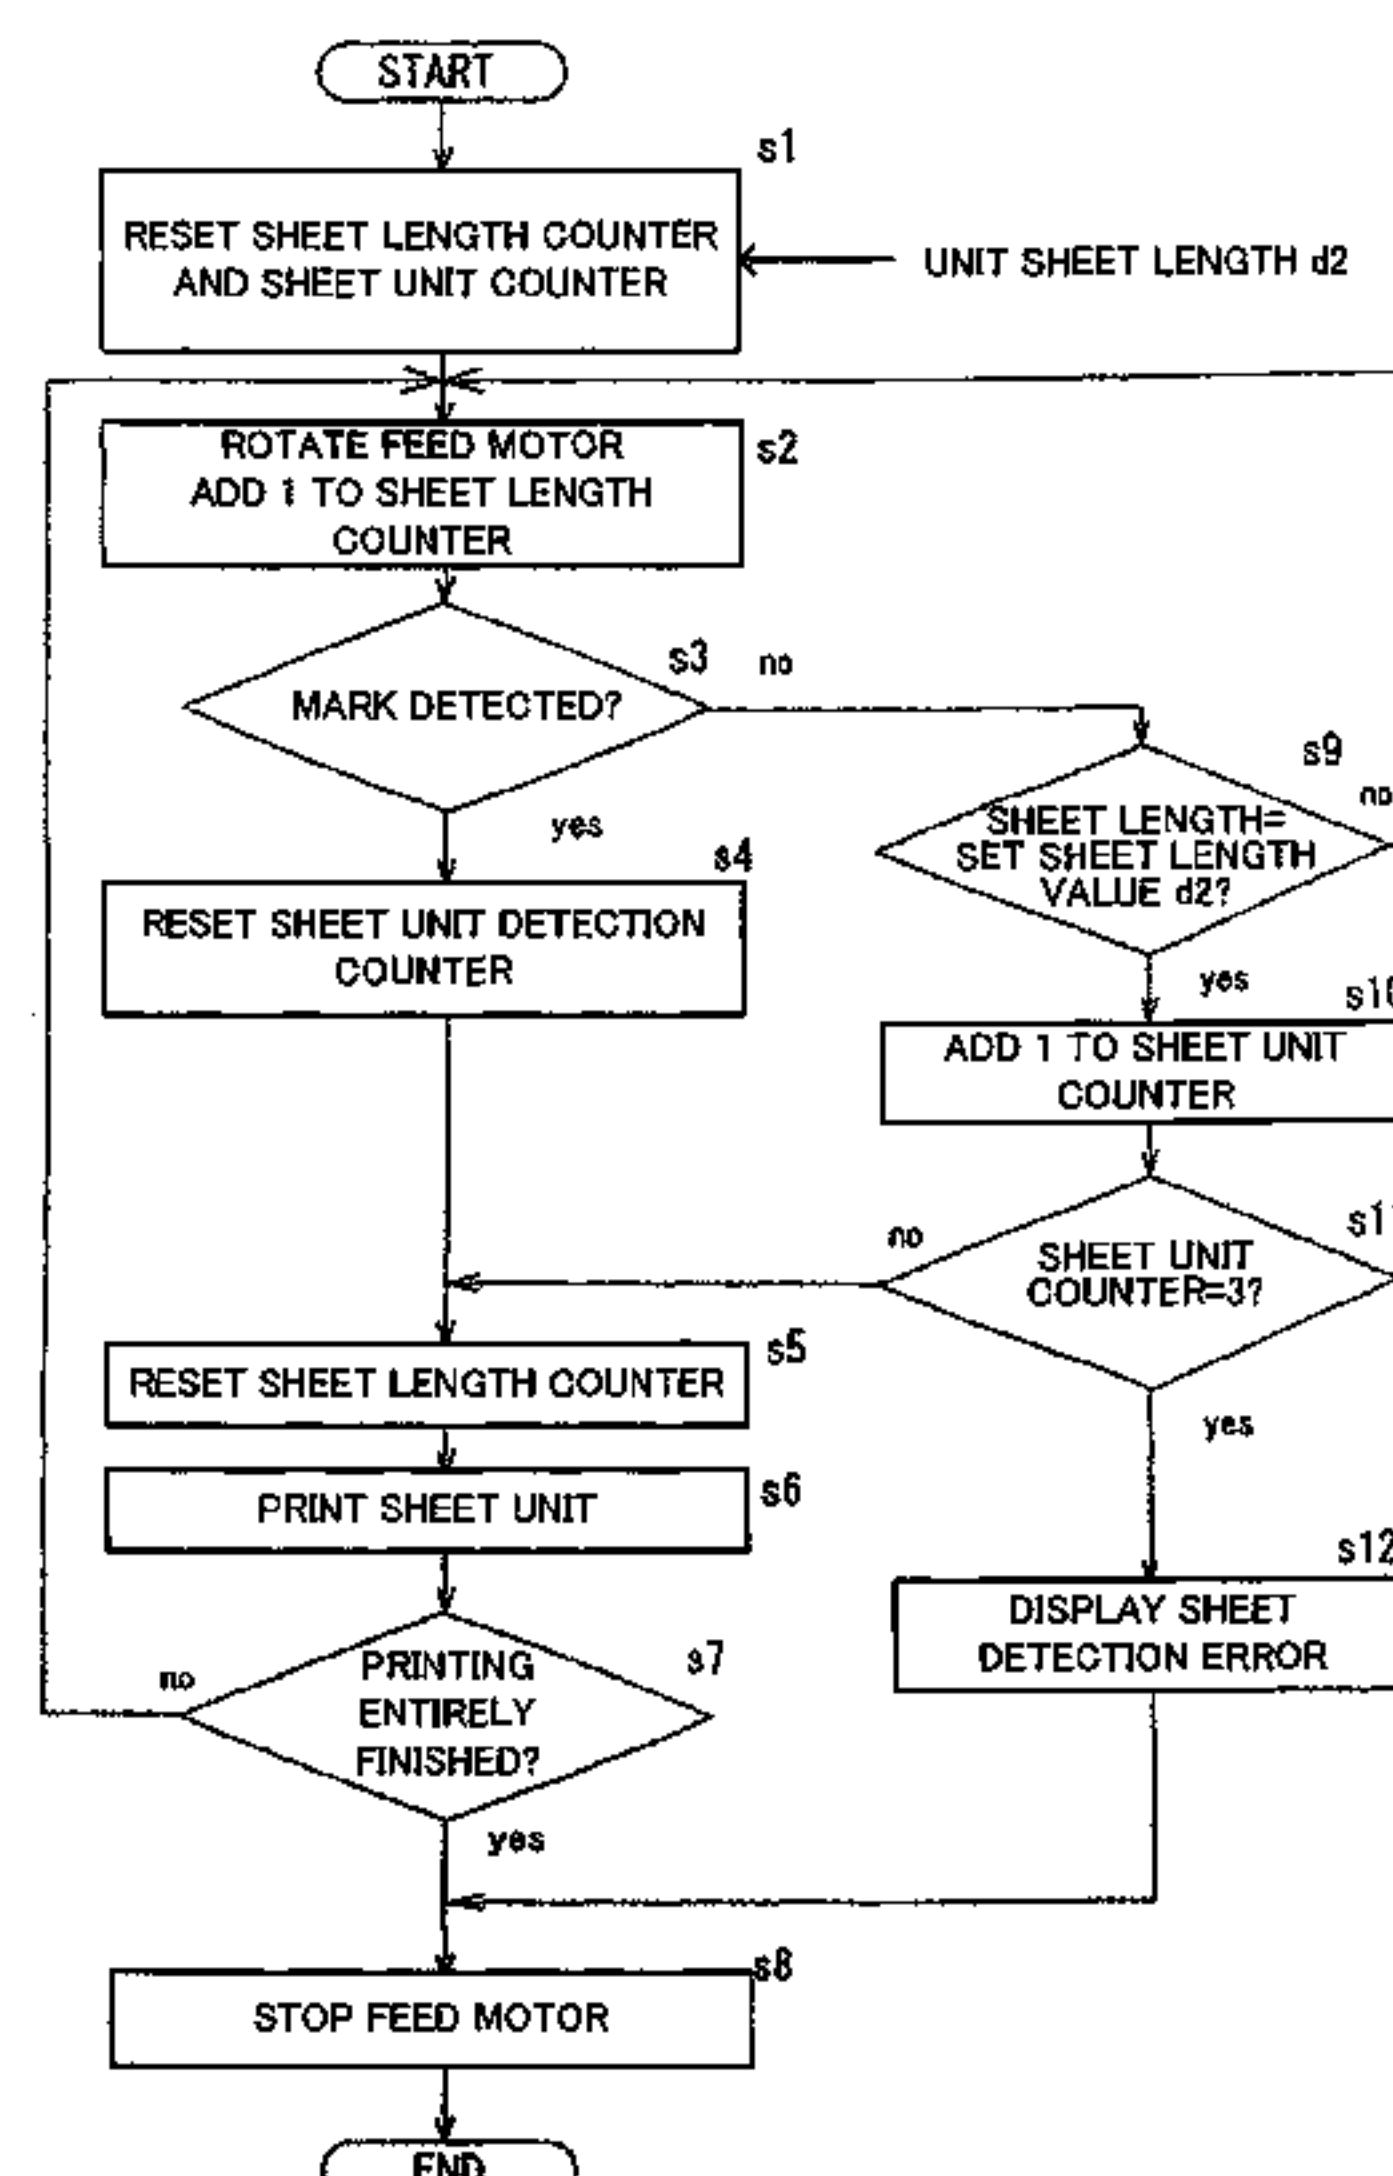 START
s1
RESET SHEET LENGTH COUNTER
AND SHEET UNIT COUNTER
UNIT SHEET LENGTH d2
s2
ROTATE FEED MOTOR
ADD 1 TO SHEET LENGTH
COUNTER
s3
no
MARK DETECTED?
yes
s9
no
SHEET LENGTH=
SET SHEET LENGTH
VALUE d2?
yes
s4
RESET SHEET UNIT DETECTION
COUNTER
s10
ADD 1 TO SHEET UNIT
COUNTER
s11
no
SHEET UNIT
COUNTER=3?
yes
s5
RESET SHEET LENGTH COUNTER
s6
PRINT SHEET UNIT
s12
DISPLAY SHEET
DETECTION ERROR
s7
no
PRINTING
ENTIRELY
FINISHED?
yes
s8
STOP FEED MOTOR
END